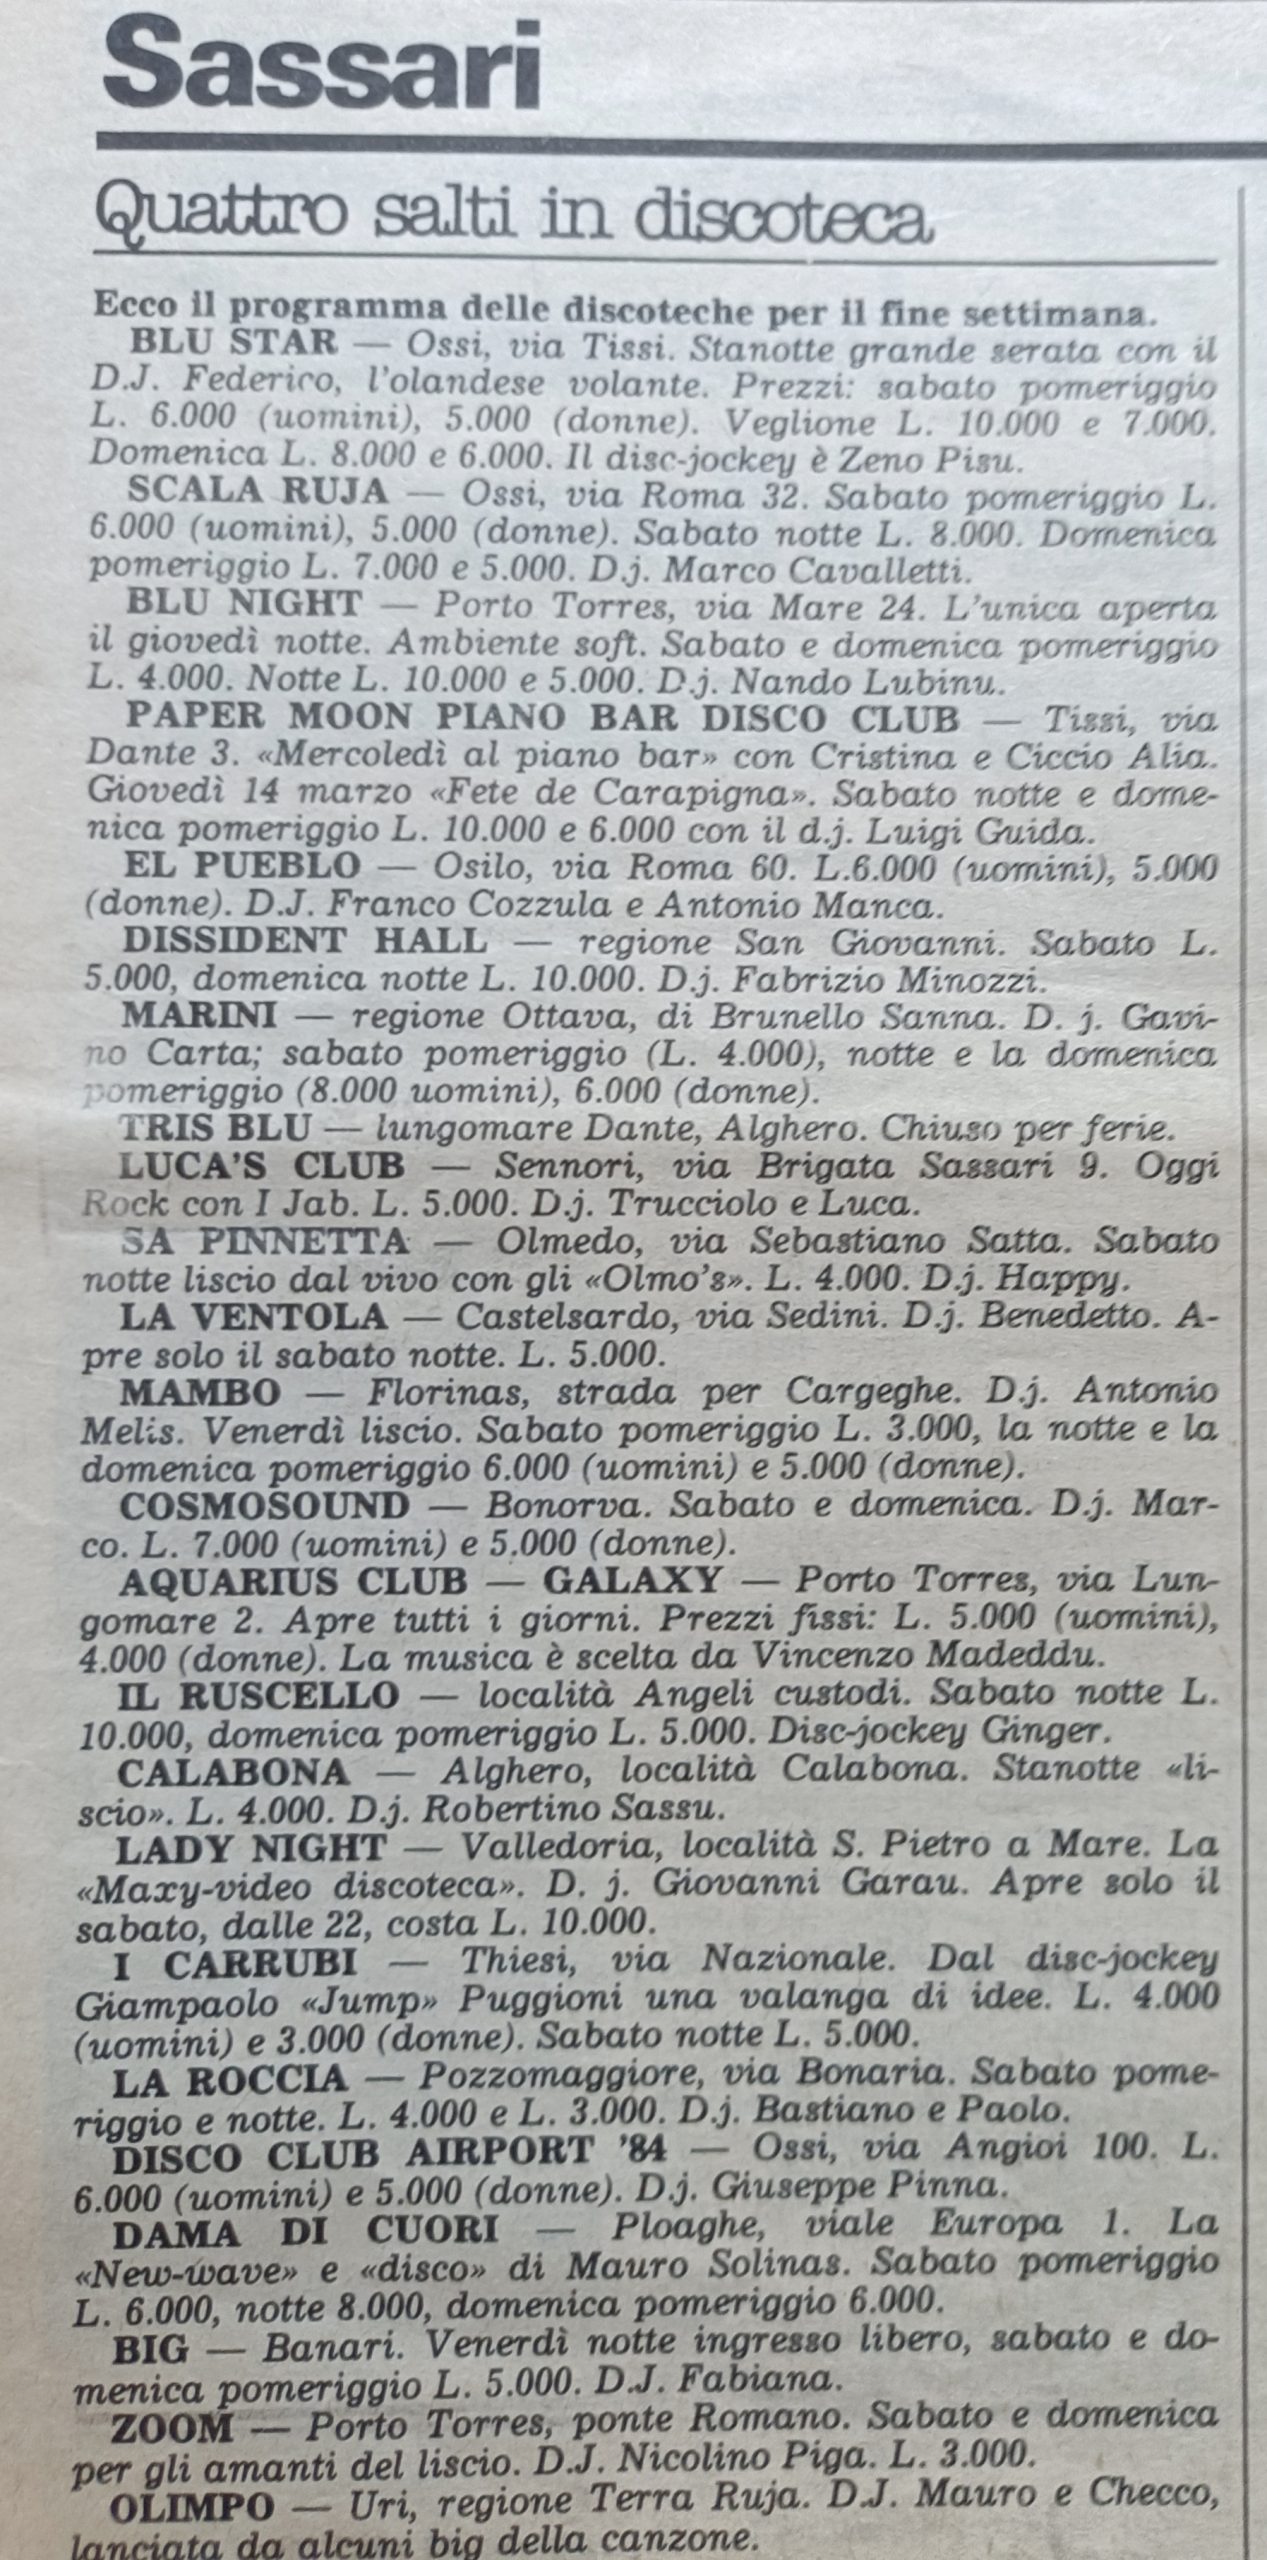 Sassari
Quattro salti in discoteca
Ecco il programma delle discoteche per il fine settimana.
BLU STAR — Ossi, via Tissi. Stanotte grande serata con il
D.J. Federico, l'olandese volante. Prezzi: sabato pomeriggio
L. 6.000 (uomini), 5.000 (donne). Veglione L. 10.000 e 7.000.
Domenica L. 8.000 e 6.000. Il disc-jockey è Zeno Pisu.
SCALA RUJA — Ossi, via Roma 32. Sabato pomeriggio L.
6.000 (uomini), 5.000 (donne). Sabato notte L. 8.000. Domenica
pomeriggio L. 7.000 e 5.000. D.j. Marco Cavalletti.
BLU NIGHT — Porto Torres, via Mare 24. L'unica aperta
il giovedì notte. Ambiente soft. Sabato e domenica pomeriggio
L. 4.000. Notte L. 10.000 e 5.000. D.j. Nando Lubinu.
PAPER MOON PIANO BAR DISCO CLUB — Tissi, via
Dante 3. «Mercoledì al piano bar» con Cristina e Ciccio Alia.
Giovedì 14 marzo «Fete de Carapigna». Sabato notte e dome-
nica pomeriggio L. 10.000 e 6.000 con il d.j. Luigi Guida.
EL PUEBLO — Osilo, via Roma 60. L.6.000 (uomini), 5.000
(donne). D.J. Franco Cozzula e Antonio Manca.
DISSIDENT HALL — regione San Giovanni. Sabato L.
5.000, domenica notte L. 10.000. D.j. Fabrizio Minozzi.
MARINI — regione Ottava, di Brunello Sanna. D. j. Gavi-
no Carta; sabato pomeriggio (L. 4.000), notte e la domenica
pomeriggio (8.000 uomini), 6.000 (donne).
TRIS BLU — lungomare Dante, Alghero. Chiuso per ferie.
LUCA'S CLUB — Sennori, via Brigata Sassari 9. Oggi
Rock con I Jab. L. 5.000. D.j. Trucciolo e Luca.
SA PINNETTA — Olmedo, via Sebastiano Satta. Sabato
notte liscio dal vivo con gli «Olmo's». L. 4.000. D.j. Happy.
LA VENTOLA — Castelsardo, via Sedini. D.j. Benedetto. A-
pre solo il sabato notte. L. 5.000.
MAMBO — Florinas, strada per Cargeghe. D.j. Antonio
Melis. Venerdì liscio. Sabato pomeriggio L. 3.000, la notte e la
domenica pomeriggio 6.000 (uomini) e 5.000 (donne).
COSMOSOUND — Bonorva. Sabato e domenica. D.j. Mar-
co. L. 7.000 (uomini) e 5.000 (donne).
AQUARIUS CLUB — GALAXY — Porto Torres, via Lun-
gomare 2. Apre tutti i giorni. Prezzi fissi: L. 5.000 (uomini),
4.000 (donne). La musica è scelta da Vincenzo Madeddu.
IL RUSCELLO — località Angeli custodi. Sabato notte L.
10.000, domenica pomeriggio L. 5.000. Disc-jockey Ginger.
CALABONA — Alghero, località Calabona. Stanotte «li-
scio». L. 4.000. D.j. Robertino Sassu.
LADY NIGHT — Valledoria, località S. Pietro a Mare. La
«Maxy-video discoteca». D. j. Giovanni Garau. Apre solo il
sabato, dalle 22, costa L. 10.000.
I CARRUBI — Thiesi, via Nazionale. Dal disc-jockey
Giampaolo «Jump» Puggioni una valanga di idee. L. 4.000
(uomini) e 3.000 (donne). Sabato notte L. 5.000.
LA ROCCIA — Pozzomaggiore, via Bonaria. Sabato pome-
riggio e notte. L. 4.000 e L. 3.000. D.j. Bastiano e Paolo.
DISCO CLUB AIRPORT '84 — Ossi, via Angioi 100. L.
6.000 (uomini) e 5.000 (donne). D.j. Giuseppe Pinna.
DAMA DI CUORI — Ploaghe, viale Europa 1. La
«New-wave» e «disco» di Mauro Solinas. Sabato pomeriggio
L. 6.000, notte 8.000, domenica pomeriggio 6.000.
BIG — Banari. Venerdì notte ingresso libero, sabato e do-
menica pomeriggio L. 5.000. D.J. Fabiana.
ZOOM — Porto Torres, ponte Romano. Sabato e domenica
per gli amanti del liscio. D.J. Nicolino Piga. L. 3.000.
OLIMPO — Uri, regione Terra Ruja. D.J. Mauro e Checco,
lanciata da alcuni big della canzone.